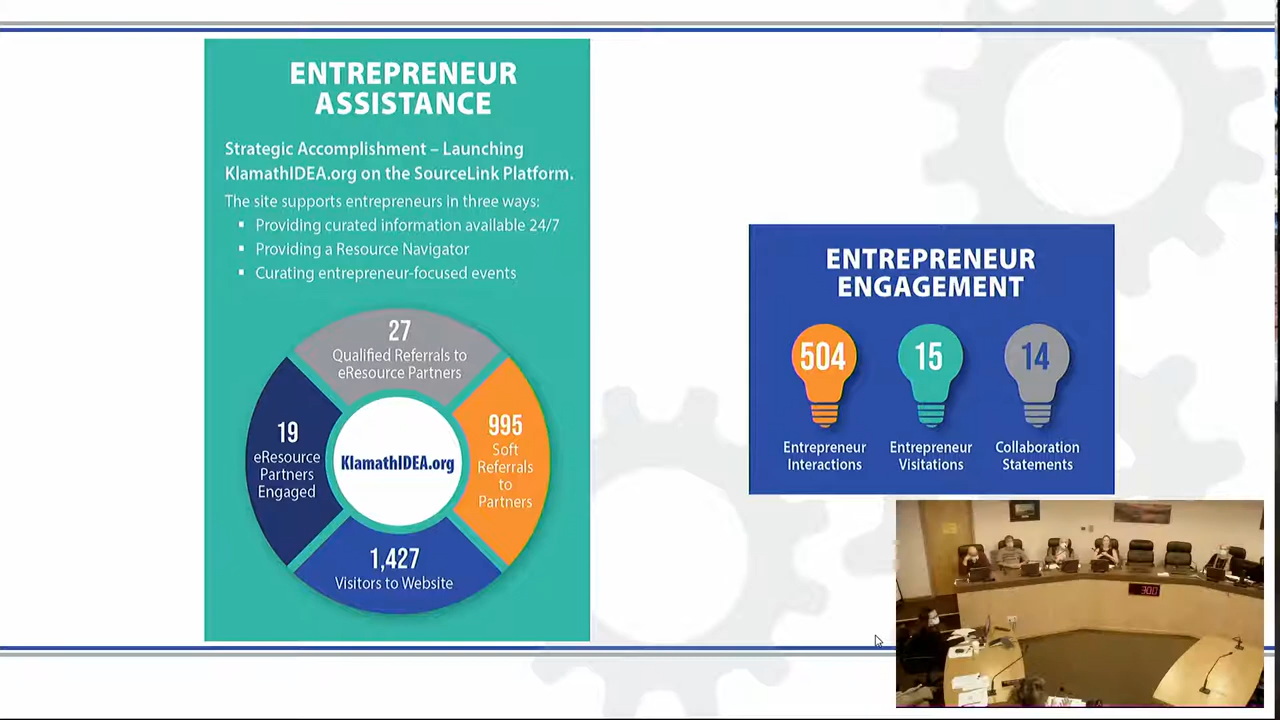 ENTREPRENEUR
ASSISTANCE
Strategic Accomplishment – Launching
KlamathIDEA.org on the SourceLink Platform.
The site supports entrepreneurs in three ways:
▪ Providing curated information available 24/7
▪ Providing a Resource Navigator
▪ Curating entrepreneur-focused events
27
Qualified Referrals to
eResource Partners
19
eResource
Partners
Engaged
KlamathIDEA.org
995
Soft
Referrals
to
Partners
1,427
Visitors to Website
ENTREPRENEUR
ENGAGEMENT
504
Entrepreneur
Interactions
15
Entrepreneur
Visitations
14
Collaboration
Statements
300